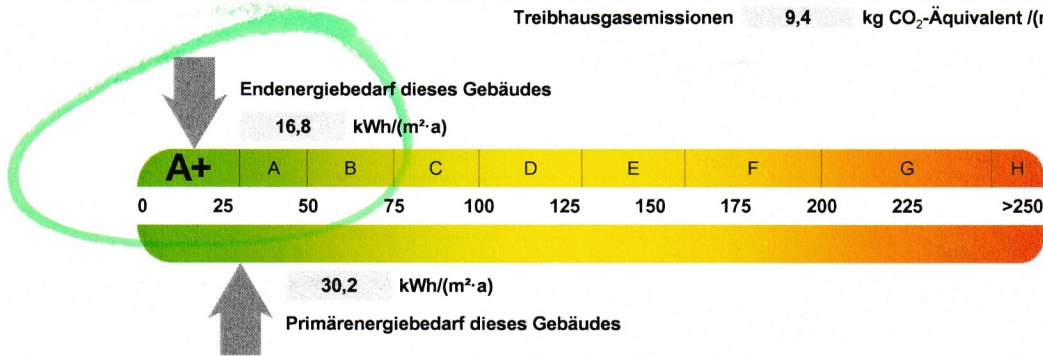 Treibhausgasemissionen 9,4 kg CO₂-Äquivalent /(
Endenergiebedarf dieses Gebäudes
16,8 kWh/(m²·a)
A+ A B C D E F G H
0 25 50 75 100 125 150 175 200 225 >250
30,2 kWh/(m²·a)
Primärenergiebedarf dieses Gebäudes